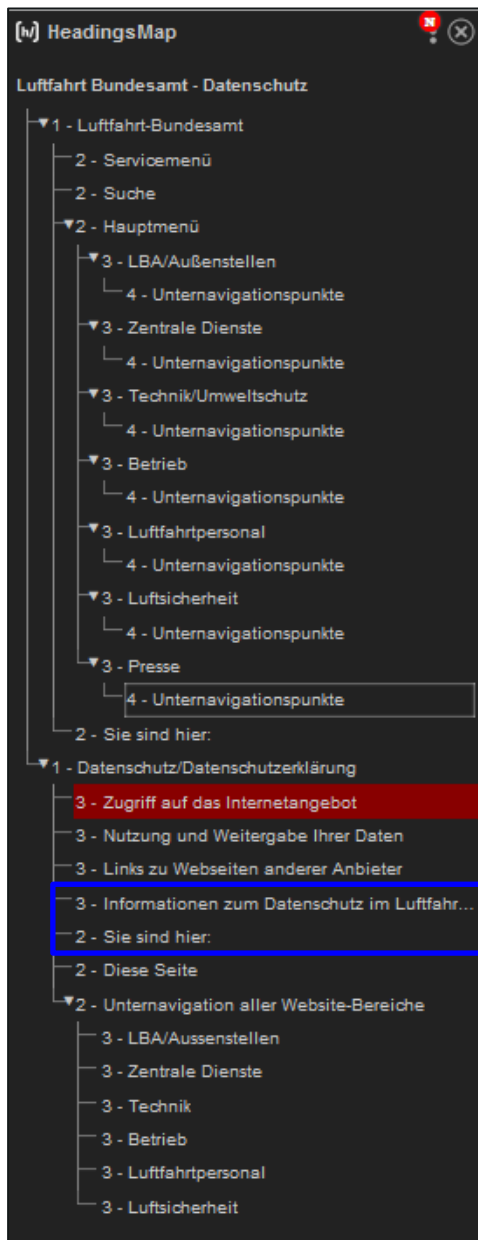 [h/] HeadingsMap
N
Luftfahrt Bundesamt - Datenschutz
1 - Luftfahrt-Bundesamt
2 - Servicemenü
2 - Suche
2 - Hauptmenü
3 - LBA/Außenstellen
4 - Unternavigationspunkte
3 - Zentrale Dienste
4 - Unternavigationspunkte
3 - Technik/Umweltschutz
4 - Unternavigationspunkte
3 - Betrieb
4 - Unternavigationspunkte
3 - Luftfahrtpersonal
4 - Unternavigationspunkte
3 - Luftsicherheit
4 - Unternavigationspunkte
3 - Presse
4 - Unternavigationspunkte
2 - Sie sind hier:
1 - Datenschutz/Datenschutzerklärung
3 - Zugriff auf das Internetangebot
3 - Nutzung und Weitergabe Ihrer Daten
3 - Links zu Webseiten anderer Anbieter
3 - Informationen zum Datenschutz im Luftfahr...
2 - Sie sind hier:
2 - Diese Seite
2 - Unternavigation aller Website-Bereiche
3 - LBA/Aussenstellen
3 - Zentrale Dienste
3 - Technik
3 - Betrieb
3 - Luftfahrtpersonal
3 - Luftsicherheit